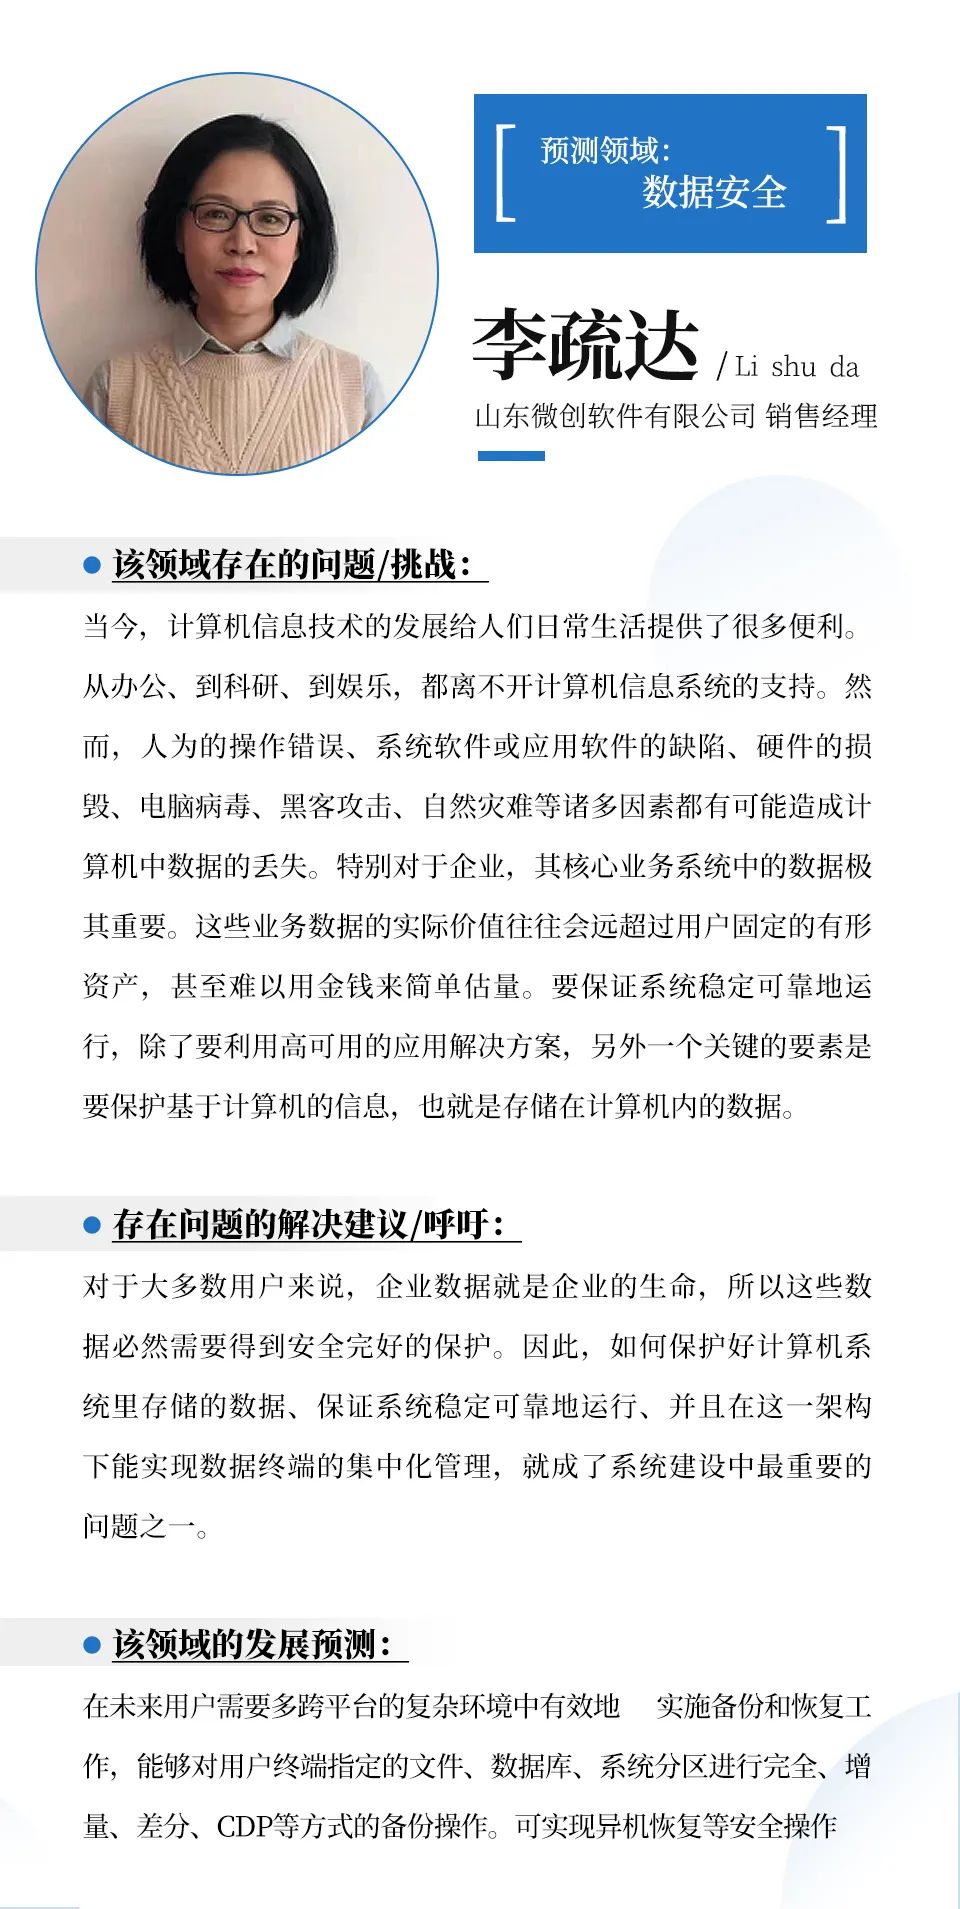 预测领域：
数据安全
李疏达 / Li shu da
山东微创软件有限公司 销售经理
该领域存在的问题/挑战：
当今，计算机信息技术的发展给人们日常生活提供了很多便利。
从办公、到科研、到娱乐，都离不开计算机信息系统的支持。然
而，人为的操作错误、系统软件或应用软件的缺陷、硬件的损
毁、电脑病毒、黑客攻击、自然灾难等诸多因素都有可能造成计
算机中数据的丢失。特别对于企业，其核心业务系统中的数据极
其重要。这些业务数据的实际价值往往会远超过用户固定的有形
资产，甚至难以用金钱来简单估量。要保证系统稳定可靠地运
行，除了要利用高可用的应用解决方案，另外一个关键的要素是
要保护基于计算机的信息，也就是存储在计算机内的数据。
存在问题的解决建议/呼吁：
对于大多数用户来说，企业数据就是企业的生命，所以这些数
据必然需要得到安全完好的保护。因此，如何保护好计算机系
统里存储的数据、保证系统稳定可靠地运行、并且在这一架构
下能实现数据终端的集中化管理，就成了系统建设中最重要的
问题之一。
该领域的发展预测：
在未来用户需要多跨平台的复杂环境中有效地 实施备份和恢复工
作，能够对用户终端指定的文件、数据库、系统分区进行完全、增
量、差分、CDP等方式的备份操作。可实现异机恢复等安全操作